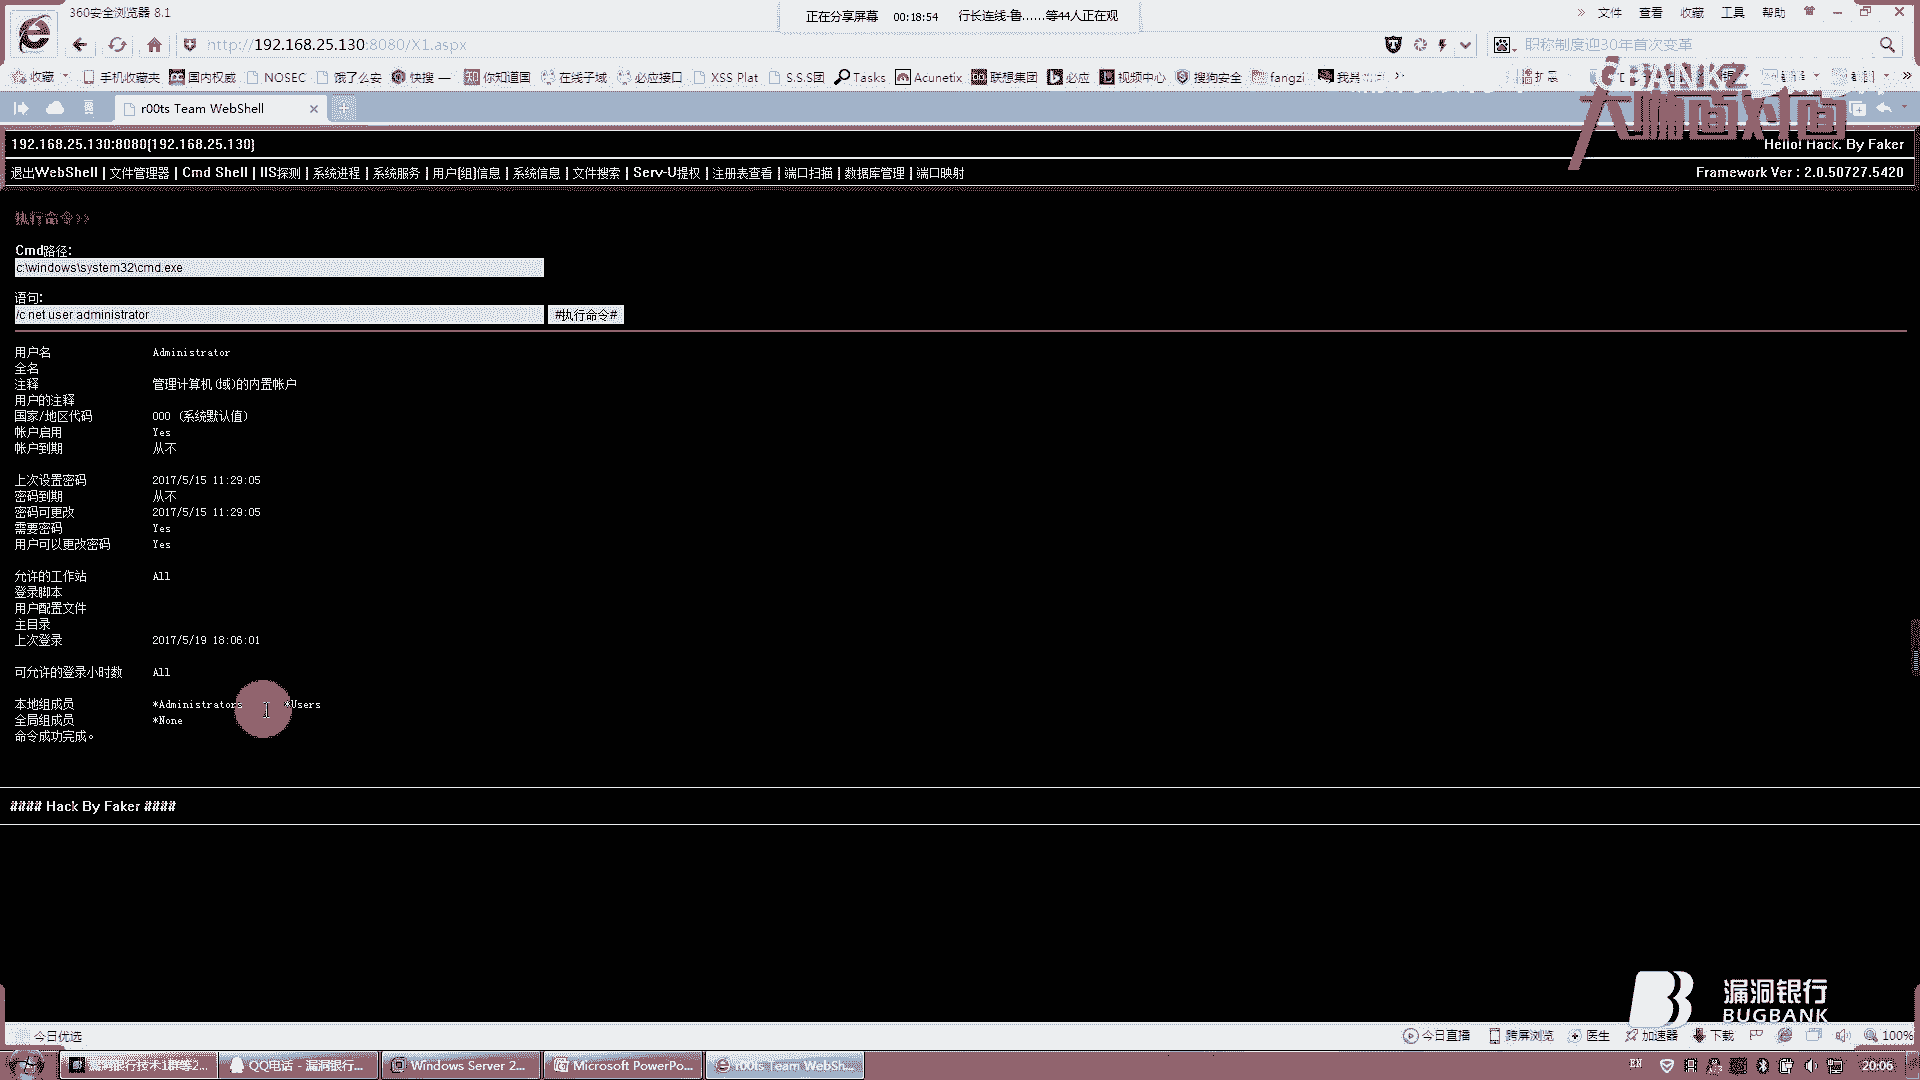 360安全浏览器 8.1
正在分享屏幕 00:18:54 行长连线-鲁......等44人正在观
» 文件 查看 收藏 工具 帮助
http://192.168.25.130:8080/X1.aspx
职称制度迎30年首次变革
收藏 手机收藏夹 国内权威 NOSEC 饿了么安 快搜 — 你知道国 在线子域 必应接口 XSS Plat S.S.S团 Tasks Acunetix 联想集团 必应 视频中心 搜狗安全 fangzi 扩展 »
GBANKZ
大咖面对面
r00ts Team WebShell
192.168.25.130:8080(192.168.25.130)
Hello! Hack. By Faker
退出WebShell | 文件管理器 | Cmd Shell | IIS探测 | 系统进程 | 系统服务 | 用户(组)信息 | 系统信息 | 文件搜索 | Serv-U提权 | 注册表查看 | 端口扫描 | 数据库管理 | 端口映射
Framework Ver : 2.0.50727.5420
执行命令>>
Cmd路径:
c:\windows\system32\cmd.exe
语句:
/c net user administrator
#执行命令#
用户名 Administrator
全名
注释 管理计算机(域)的内置帐户
用户的注释
国家/地区代码 000 (系统默认值)
帐户启用 Yes
帐户到期 从不
上次设置密码 2017/5/15 11:29:05
密码到期 从不
密码可更改 2017/5/15 11:29:05
需要密码 Yes
用户可以更改密码 Yes
允许的工作站 All
登录脚本
用户配置文件
主目录
上次登录 2017/5/19 18:06:01
可允许的登录小时数 All
本地组成员 *Administrators *Users
全局组成员 *None
命令成功完成。
#### Hack By Faker ####
漏洞银行
BUGBANK
今日优选
今日直播 跨屏浏览 医生 加速器 下载 100%
漏洞银行技术1群等2... QQ电话 - 漏洞银行... Windows Server 2... Microsoft PowerPo... r00ts Team WebSh...
EN 20:06